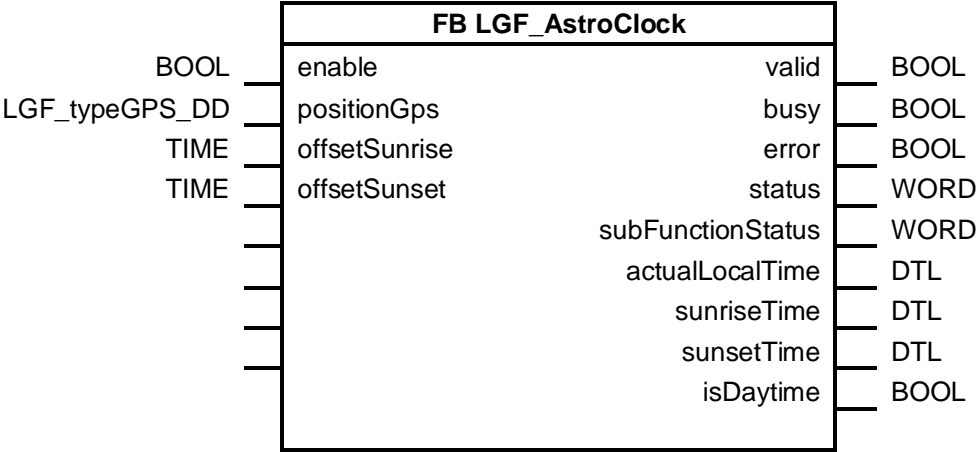 FB LGF_AstroClock
BOOL enable valid BOOL
LGF_typeGPS_DD positionGps busy BOOL
TIME offsetSunrise error BOOL
TIME offsetSunset status WORD
subFunctionStatus WORD
actualLocalTime DTL
sunriseTime DTL
sunsetTime DTL
isDaytime BOOL